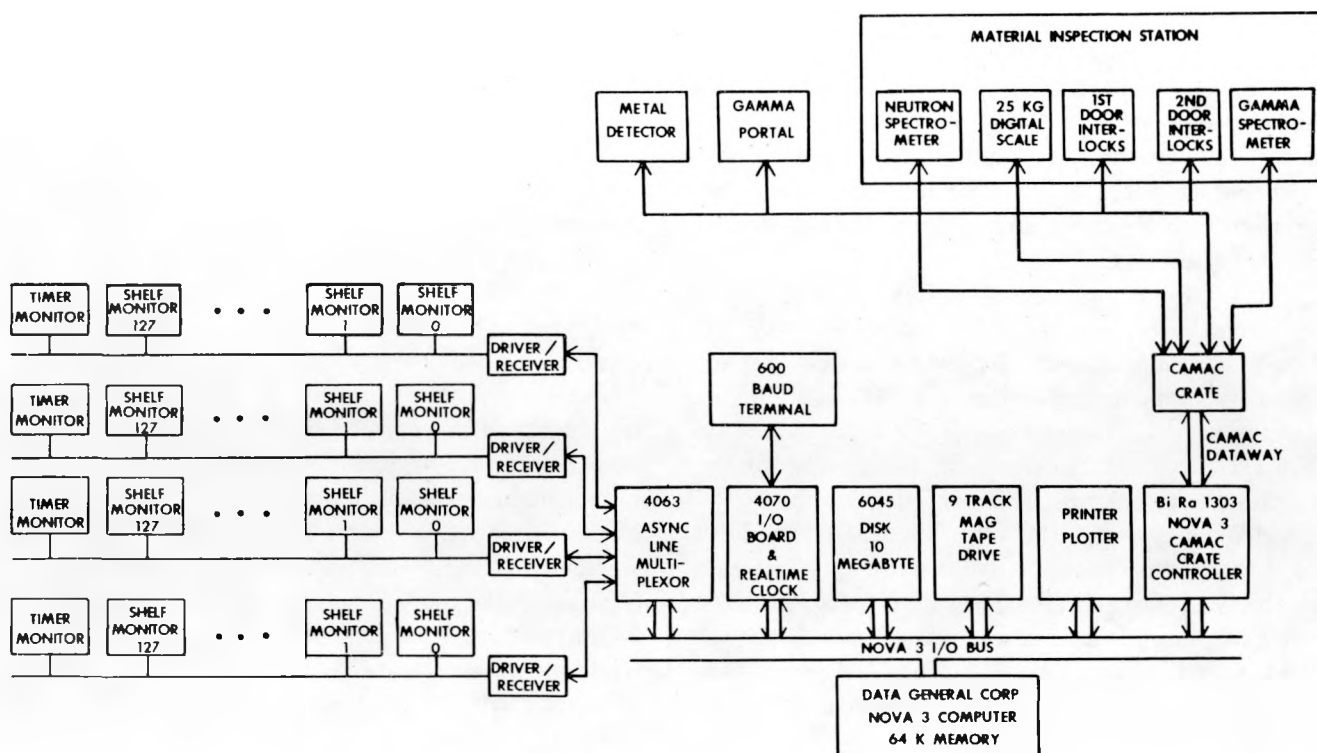 MATERIAL INSPECTION STATION
METAL
DETECTOR
GAMMA
PORTAL
NEUTRON
SPECTRO-
METER
25 KG
DIGITAL
SCALE
1ST
DOOR
INTER-
LOCKS
2ND
DOOR
INTER-
LOCKS
GAMMA
SPECTRO-
METER
TIMER
MONITOR
SHELF
MONITOR
127
• • •
SHELF
MONITOR
1
SHELF
MONITOR
0
DRIVER/
RECEIVER
TIMER
MONITOR
SHELF
MONITOR
127
• • •
SHELF
MONITOR
1
SHELF
MONITOR
0
DRIVER/
RECEIVER
TIMER
MONITOR
SHELF
MONITOR
127
• • •
SHELF
MONITOR
1
SHELF
MONITOR
0
DRIVER/
RECEIVER
TIMER
MONITOR
SHELF
MONITOR
127
• • •
SHELF
MONITOR
1
SHELF
MONITOR
0
DRIVER/
RECEIVER
600
BAUD
TERMINAL
CAMAC
CRATE
CAMAC
DATAWAY
4063
ASYNC
LINE
MULTI-
PLEXOR
4070
I/O
BOARD
&
REALTIME
CLOCK
6045
DISK
10
MEGABYTE
9 TRACK
MAG
TAPE
DRIVE
PRINTER
PLOTTER
Bi Ra 1303
NOVA 3
CAMAC
CRATE
CONTROLLER
NOVA 3 I/O BUS
DATA GENERAL CORP
NOVA 3 COMPUTER
64 K MEMORY